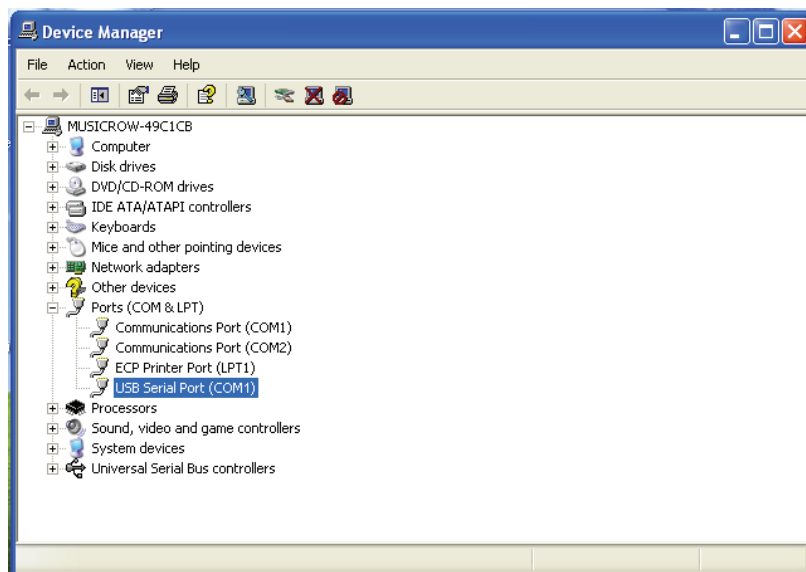 Device Manager
File Action View Help
MUSICROW-49C1CB
Computer
Disk drives
DVD/CD-ROM drives
IDE ATA/ATAPI controllers
Keyboards
Mice and other pointing devices
Network adapters
Other devices
Ports (COM & LPT)
Communications Port (COM1)
Communications Port (COM2)
ECP Printer Port (LPT1)
USB Serial Port (COM1)
Processors
Sound, video and game controllers
System devices
Universal Serial Bus controllers